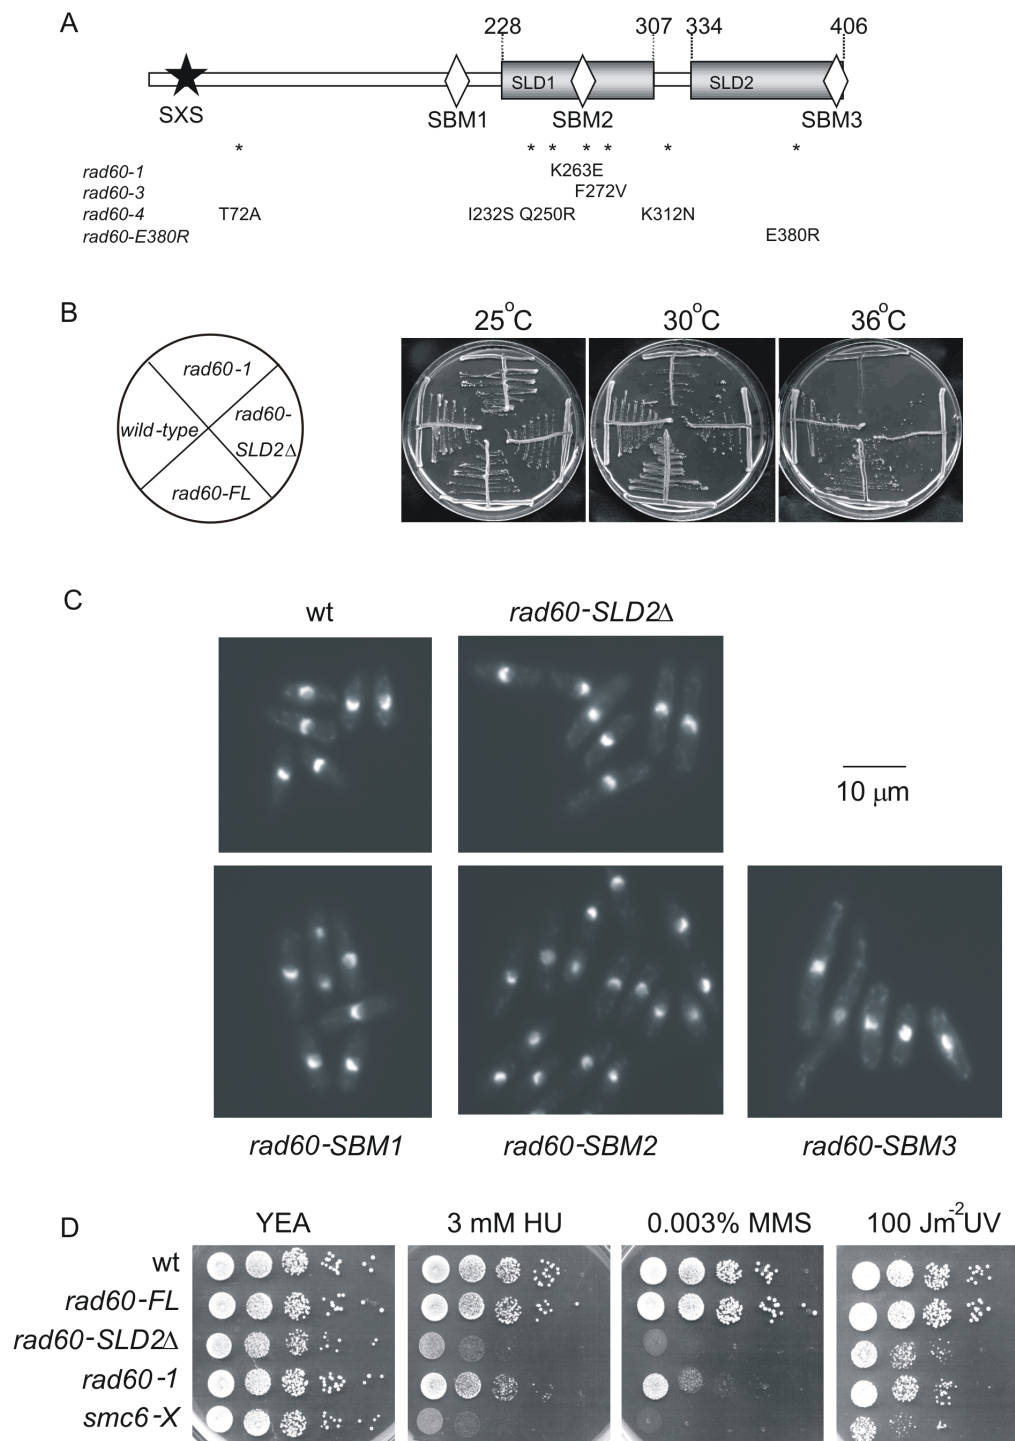 A
228 307 334 406
SLD1 SLD2
SXS SBM1 SBM2 SBM3
* * * * * * *
rad60-1 K263E
rad60-3 F272V
rad60-4 T72A I232S Q250R K312N
rad60-E380R E380R
B
25°C 30°C 36°C
rad60-1
wild-type
rad60-
SLD2Δ
rad60-FL
C
wt rad60-SLD2Δ
10 μm
rad60-SBM1 rad60-SBM2 rad60-SBM3
D
YEA 3 mM HU 0.003% MMS 100 Jm⁻²UV
wt
rad60-FL
rad60-SLD2Δ
rad60-1
smc6-X